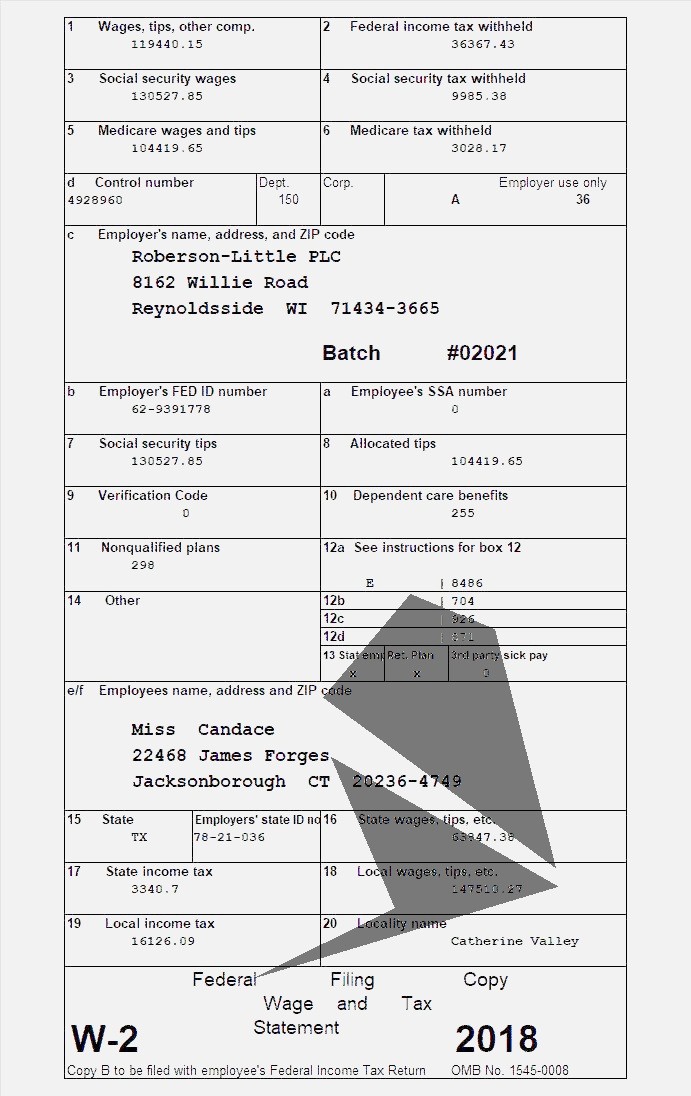 1 Wages, tips, other comp. 2 Federal income tax withheld
119440.15 36367.43
3 Social security wages 4 Social security tax withheld
130527.85 9985.38
5 Medicare wages and tips 6 Medicare tax withheld
104419.65 3028.17
d Control number Dept. Corp. Employer use only
4928960 150 A 36
c Employer's name, address, and ZIP code
Roberson-Little PLC
8162 Willie Road
Reynoldsside WI 71434-3665
Batch #02021
b Employer's FED ID number a Employee's SSA number
62-9391778 0
7 Social security tips 8 Allocated tips
130527.85 104419.65
9 Verification Code 10 Dependent care benefits
0 255
11 Nonqualified plans 12a See instructions for box 12
298
E 8486
14 Other 12b 704
12c 926
12d
13 Stat emp Ret. Plan 3rd party sick pay
x x 0
e/f Employees name, address and ZIP code
Miss Candace
22468 James Forges
Jacksonborough CT 20236-4749
15 State Employers' state ID no 16 State wages, tips, etc.
TX 78-21-036 63947.38
17 State income tax 18 Local wages, tips, etc.
3340.7 147510.27
19 Local income tax 20 Locality name
16126.09 Catherine Valley
Federal Filing Copy
Wage and Tax
Statement
W-2 2018
Copy B to be filed with employee's Federal Income Tax Return OMB No. 1545-0008